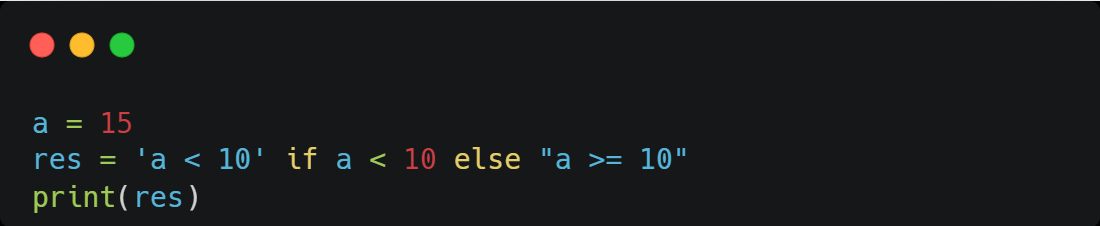 a = 15
res = 'a < 10' if a < 10 else "a >= 10"
print(res)